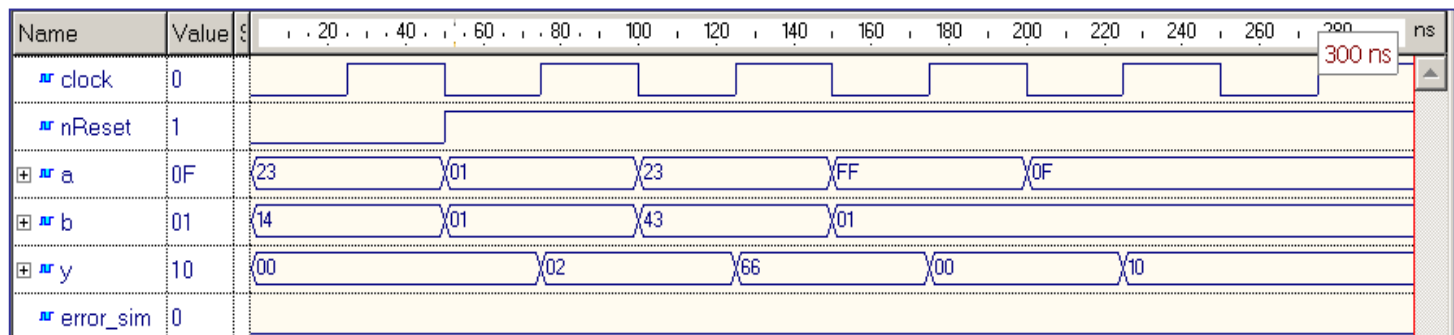 Name Value S 20 40 60 80 100 120 140 160 180 200 220 240 260 280 ns
300 ns
clock 0
nReset 1
a 0F 23 01 23 FF 0F
b 01 14 01 43 01
y 10 00 02 66 00 10
error_sim 0